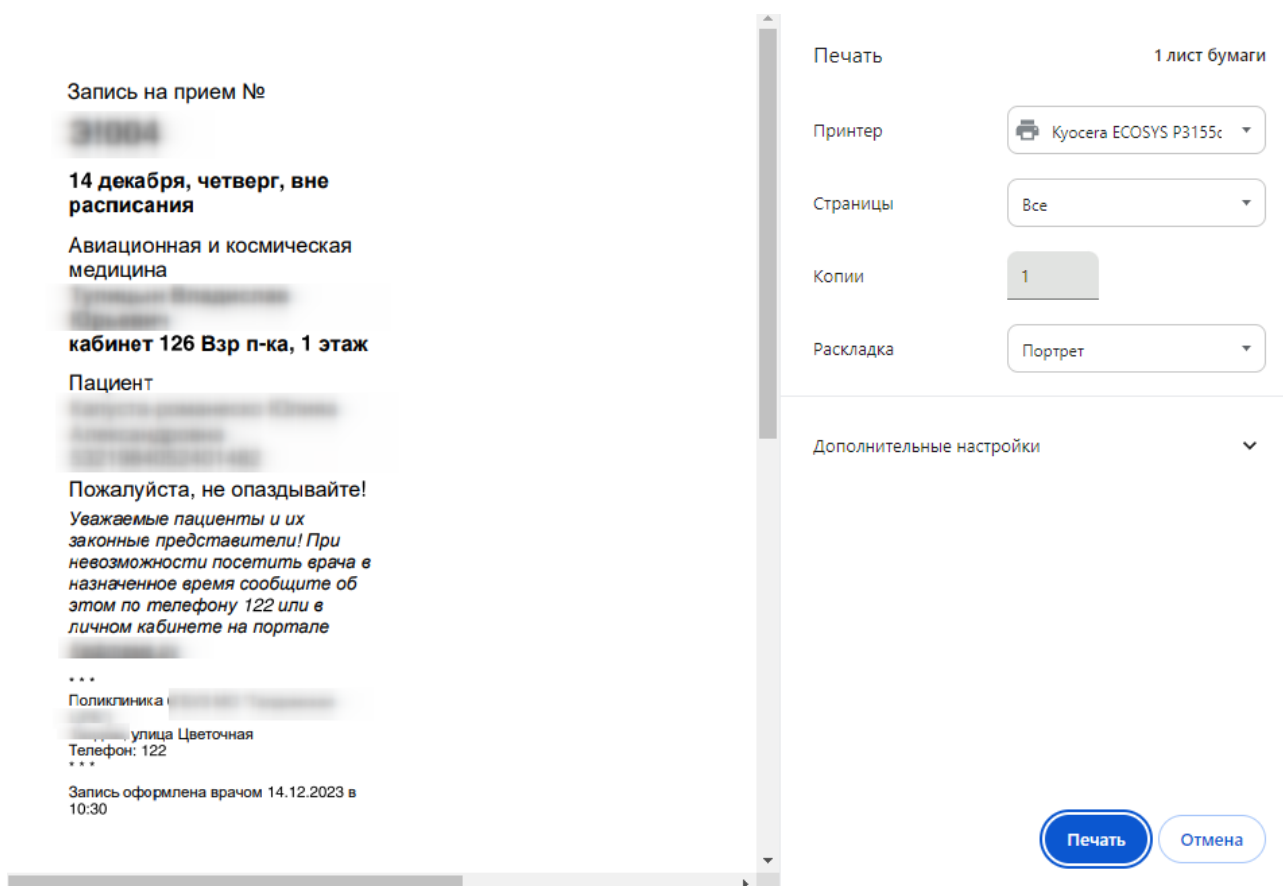 Запись на прием №
14 декабря, четверг, вне
расписания
Авиационная и космическая
медицина
кабинет 126 Взр п-ка, 1 этаж
Пациент
Пожалуйста, не опаздывайте!
Уважаемые пациенты и их
законные представители! При
невозможности посетить врача в
назначенное время сообщите об
этом по телефону 122 или в
личном кабинете на портале
* * *
Поликлиника
улица Цветочная
Телефон: 122
* * *
Запись оформлена врачом 14.12.2023 в
10:30
Печать
1 лист бумаги
Принтер
Kyocera ECOSYS P3155c
Страницы
Все
Копии
1
Раскладка
Портрет
Дополнительные настройки
Печать
Отмена